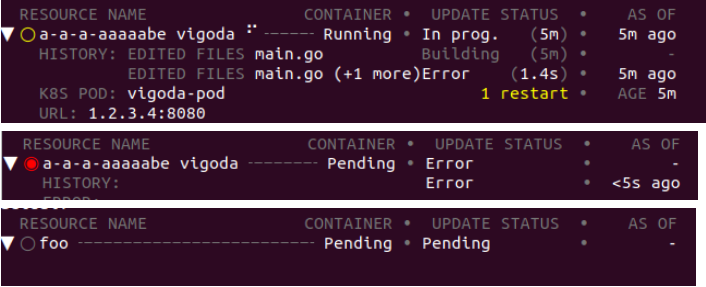 RESOURCE NAME CONTAINER • UPDATE STATUS • AS OF
▼ ○ a-a-a-aaaaabe vigoda ⠋ ------ Running • In prog. (5m) • 5m ago
HISTORY: EDITED FILES main.go Building (5m) • -
EDITED FILES main.go (+1 more)Error (1.4s) • 5m ago
K8S POD: vigoda-pod 1 restart • AGE 5m
URL: 1.2.3.4:8080
RESOURCE NAME CONTAINER • UPDATE STATUS • AS OF
▼ ◉ a-a-a-aaaaabe vigoda -------- Pending • Error • -
HISTORY: Error • <5s ago
RESOURCE NAME CONTAINER • UPDATE STATUS • AS OF
▼ ○ foo -------------------------- Pending • Pending • -